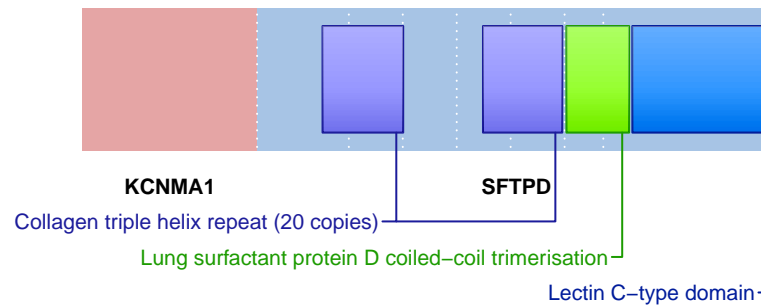 KCNMA1 SFTPD
Collagen triple helix repeat (20 copies)
Lung surfactant protein D coiled−coil trimerisation
Lectin C−type domain